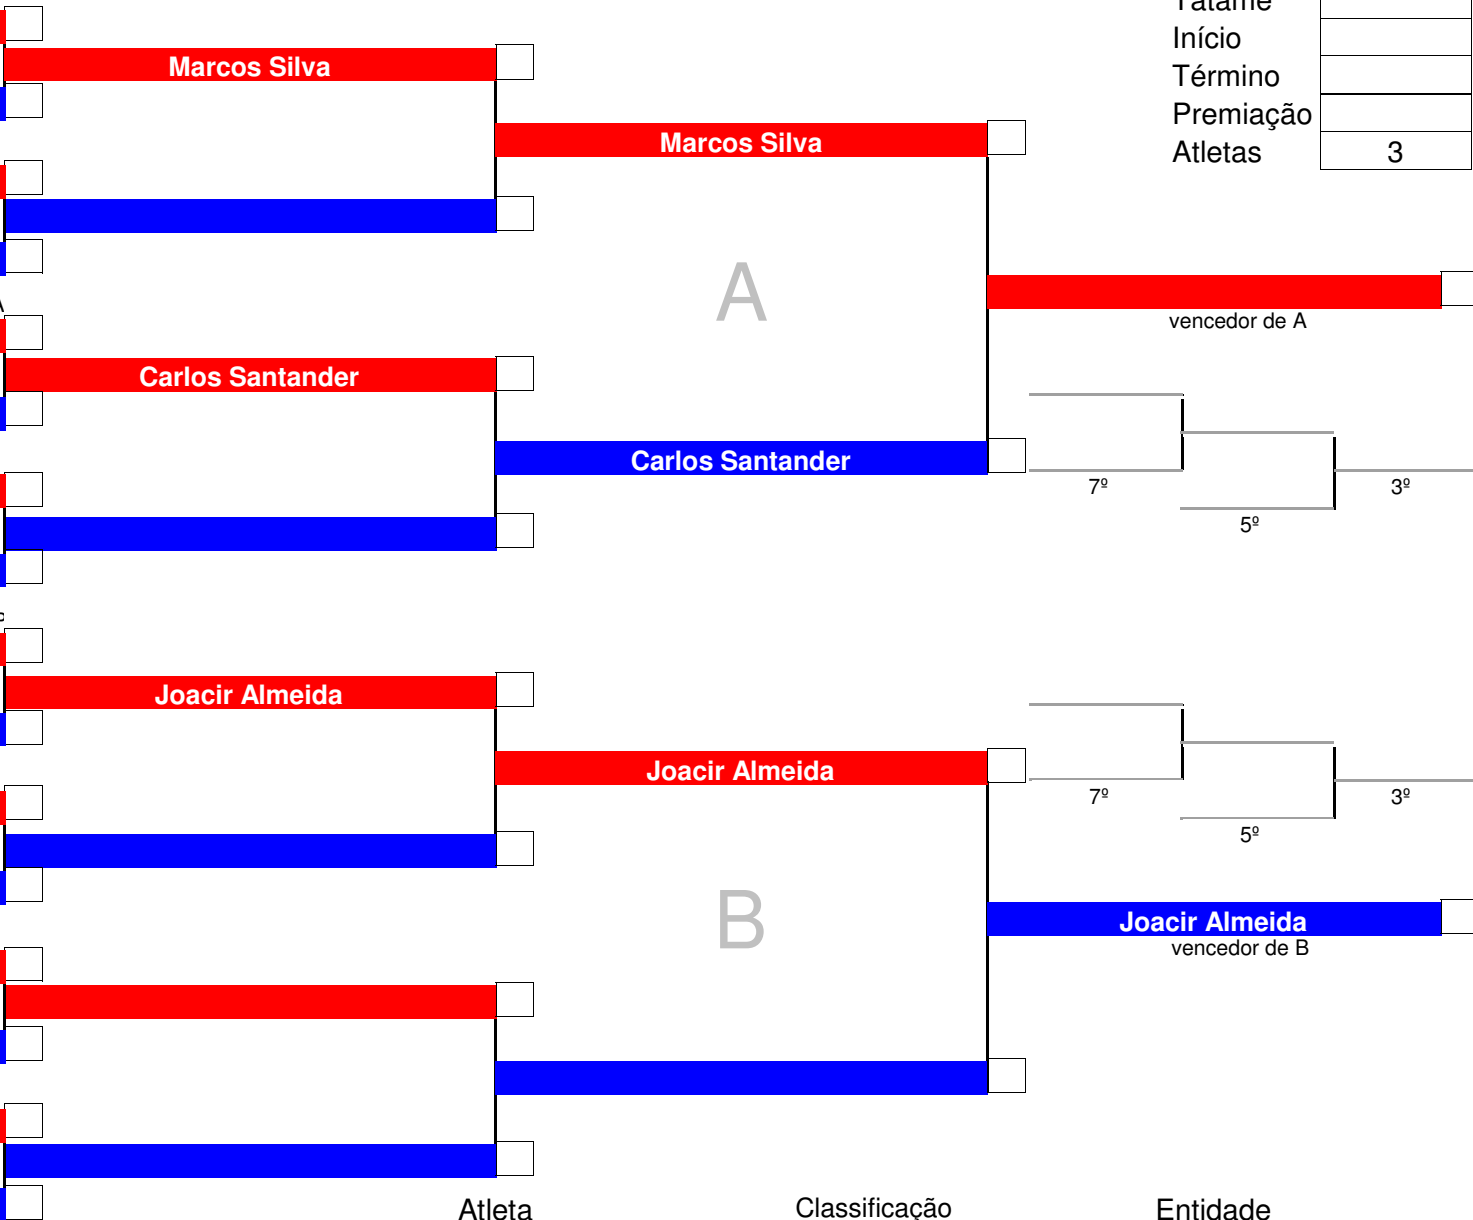 Tatame
Início
Marcos Silva
Término
Premiação
Marcos Silva
Atletas 3
A
vencedor de A
Carlos Santander
Carlos Santander
7º
3º
5º
Joacir Almeida
Joacir Almeida
7º
3º
5º
B
Joacir Almeida
vencedor de B
Atleta Classificação Entidade